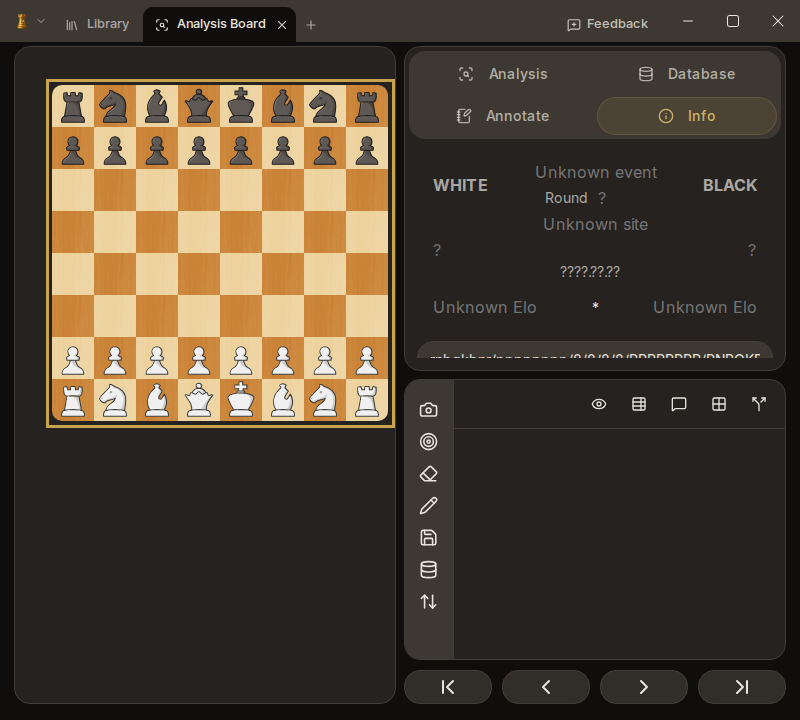 Library
Analysis Board
Feedback
Analysis
Database
Annotate
Info
Unknown event
WHITE
Round ?
BLACK
Unknown site
?
?
????.??.??
Unknown Elo
*
Unknown Elo